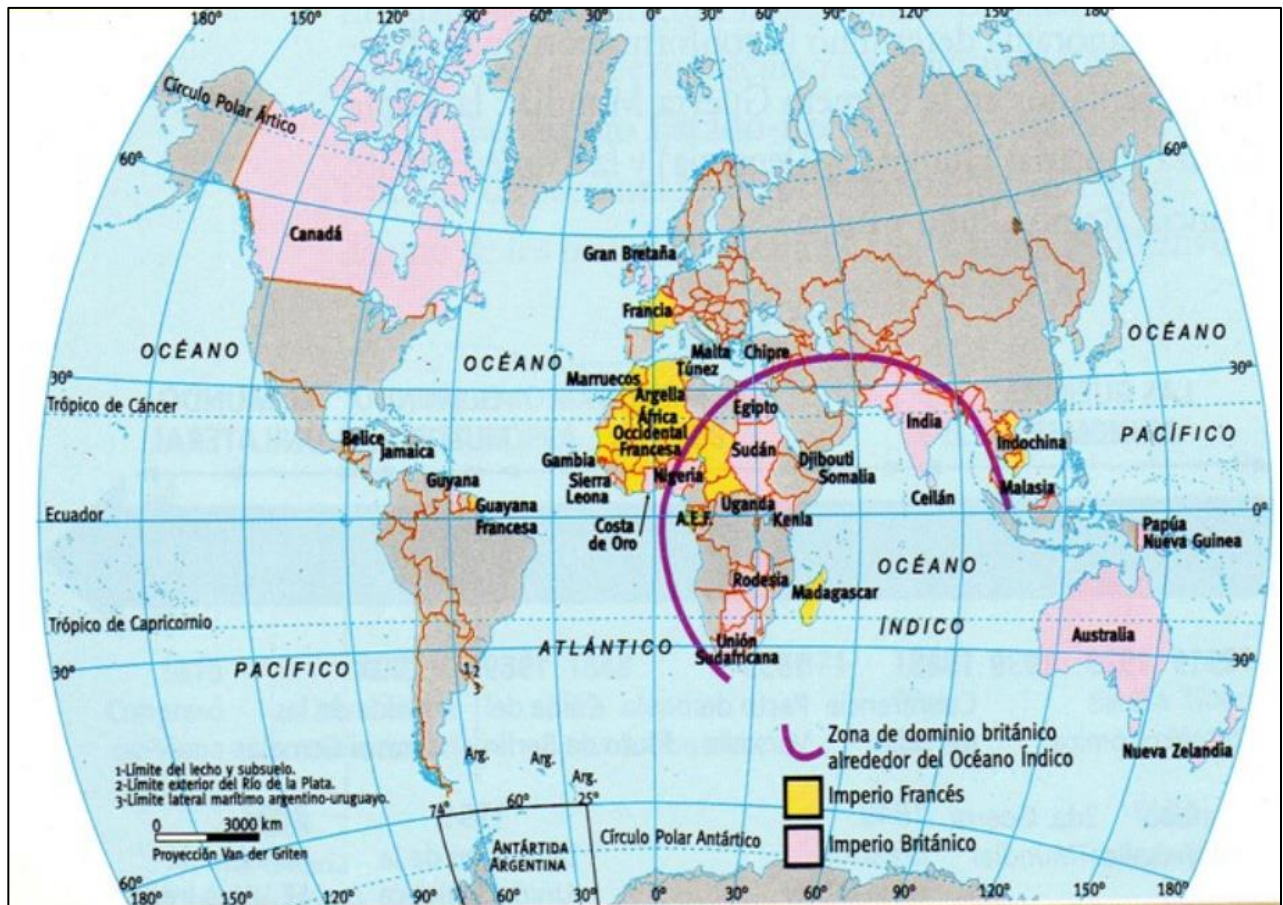 180°
150°
120°
90°
60°
30°
0°
30°
60°
90°
120°
150°
180°
Círculo Polar Ártico
60°
60°
Canadá
Gran Bretaña
Francia
OCÉANO
OCÉANO
Malta
Chipre
OCÉANO
Túnez
30°
Marruecos
30°
Trópico de Cáncer
Argelia
África
Occidental
Francesa
Egipto
India
PACÍFICO
Belice
Jamaica
Sudán
Indochina
Gambia
Nigeria
Djibouti
Somalia
Guyana
Sierra
Leona
Ceilán
Malasia
Guayana
Francesa
Uganda
Ecuador
Costa
de Oro
A.E.F.
Kenia
0°
Papúa
Nueva Guinea
OCÉANO
Rodesia
Madagascar
Trópico de Capricornio
ÍNDICO
Australia
ATLÁNTICO
Unión
Sudafricana
30°
PACÍFICO
30°
1-2
3
Nueva Zelandia
Zona de dominio británico
alrededor del Océano Índico
Arg.
Arg.
Arg.
1-Límite del lecho y subsuelo.
2-Límite exterior del Río de la Plata.
3-Límite lateral marítimo argentino-uruguayo.
Imperio Francés
74°
60°
25°
0 3000 km
Proyección Van der Griten
Círculo Polar Antártico
Imperio Británico
ANTÁRTIDA
ARGENTINA
60°
60°
120°
90°
60°
30°
0°
30°
60°
90°
120°